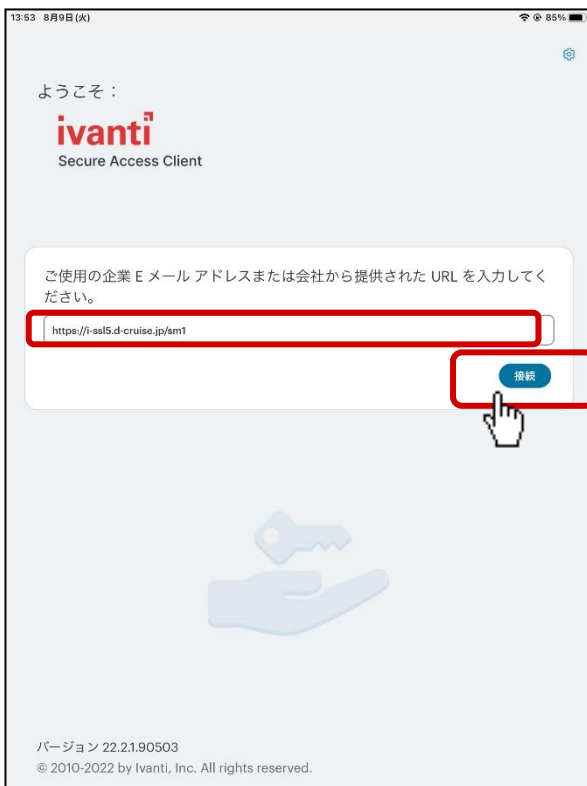 13:53 8月9日(火) 85%
ようこそ：
ivanti
Secure Access Client
ご使用の企業 E メール アドレスまたは会社から提供された URL を入力してく
ださい。
https://i-ssl5.d-cruise.jp/sm1
接続
バージョン 22.2.1.90503
© 2010-2022 by Ivanti, Inc. All rights reserved.